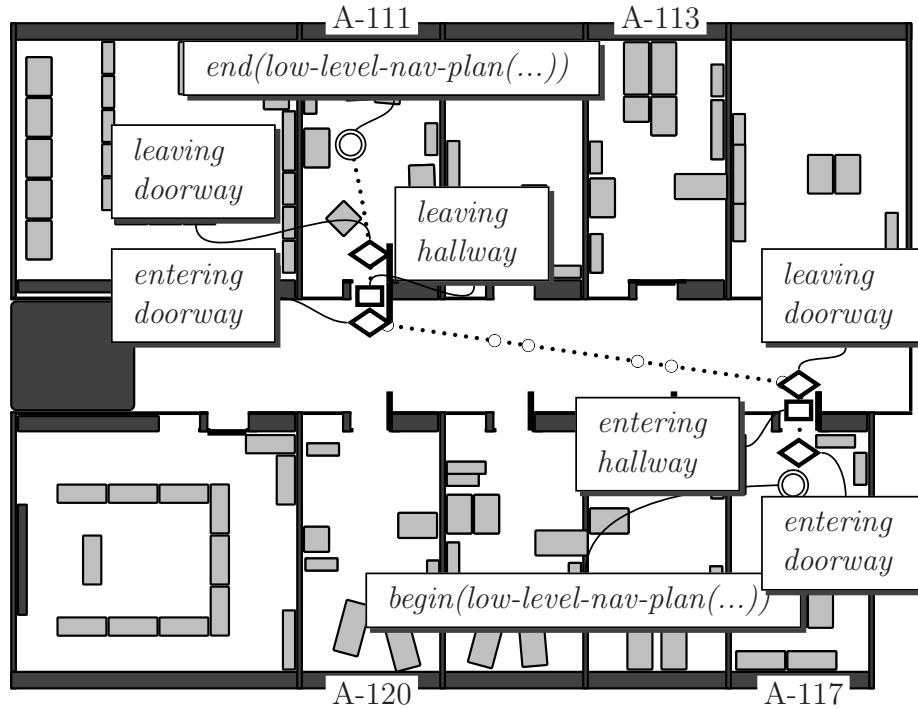 A-111
A-113
end(low-level-nav-plan(...))
leaving
doorway
leaving
hallway
entering
doorway
leaving
doorway
entering
hallway
entering
doorway
begin(low-level-nav-plan(...))
A-120
A-117